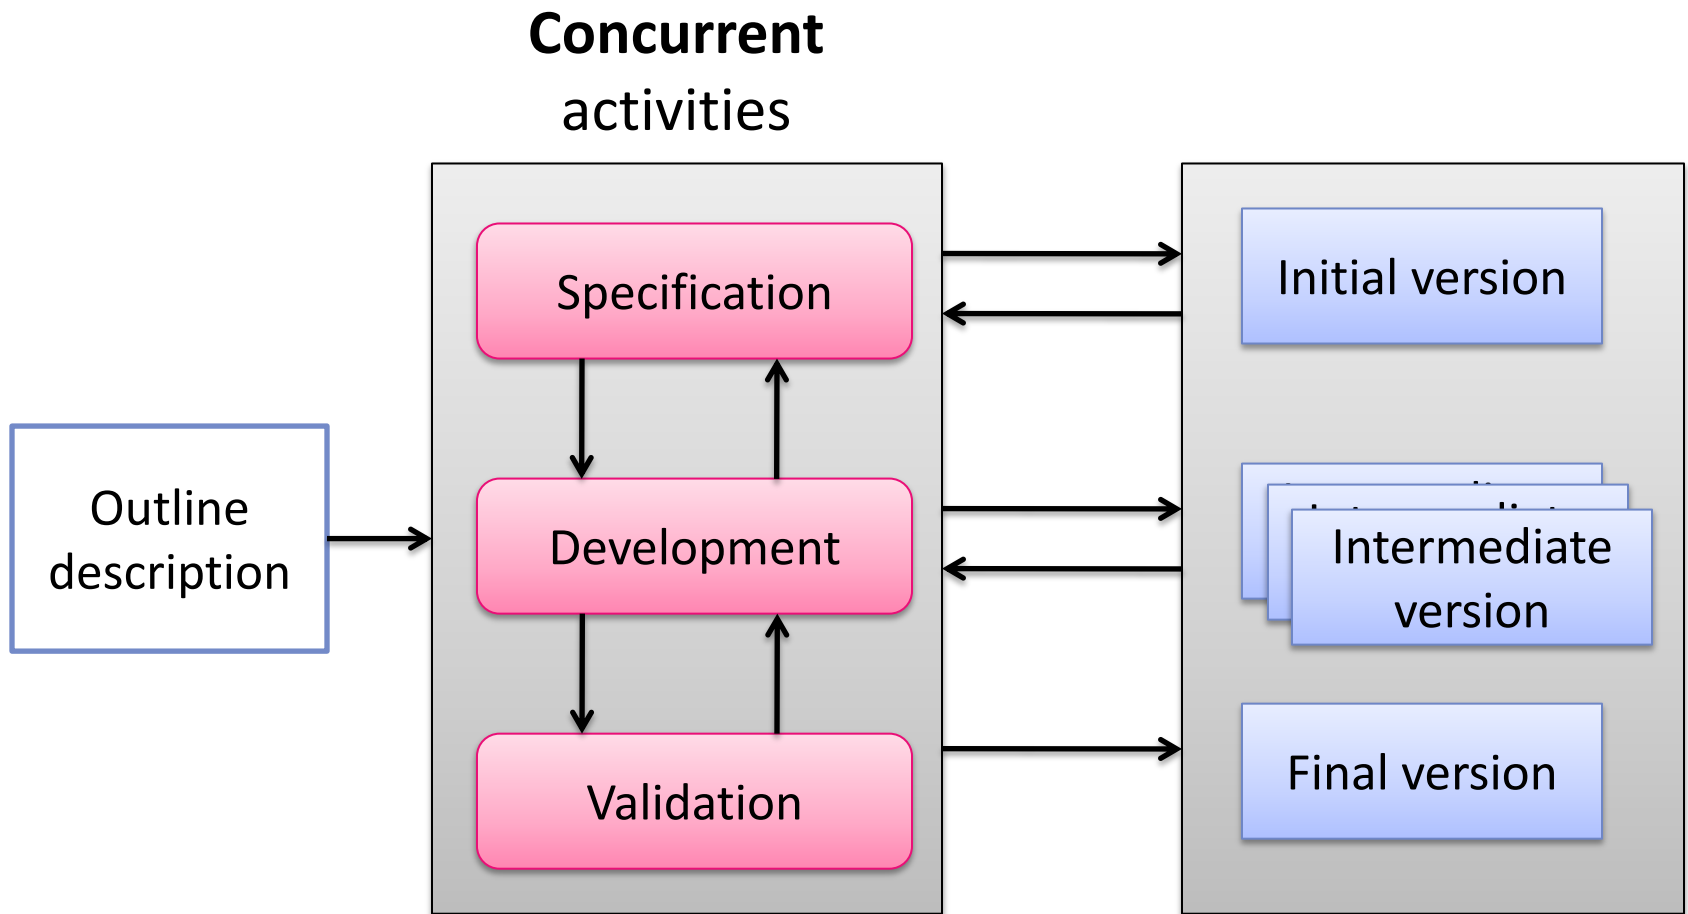 Concurrent
activities
Specification
Initial version
Outline
description
Development
Intermediate
version
Validation
Final version